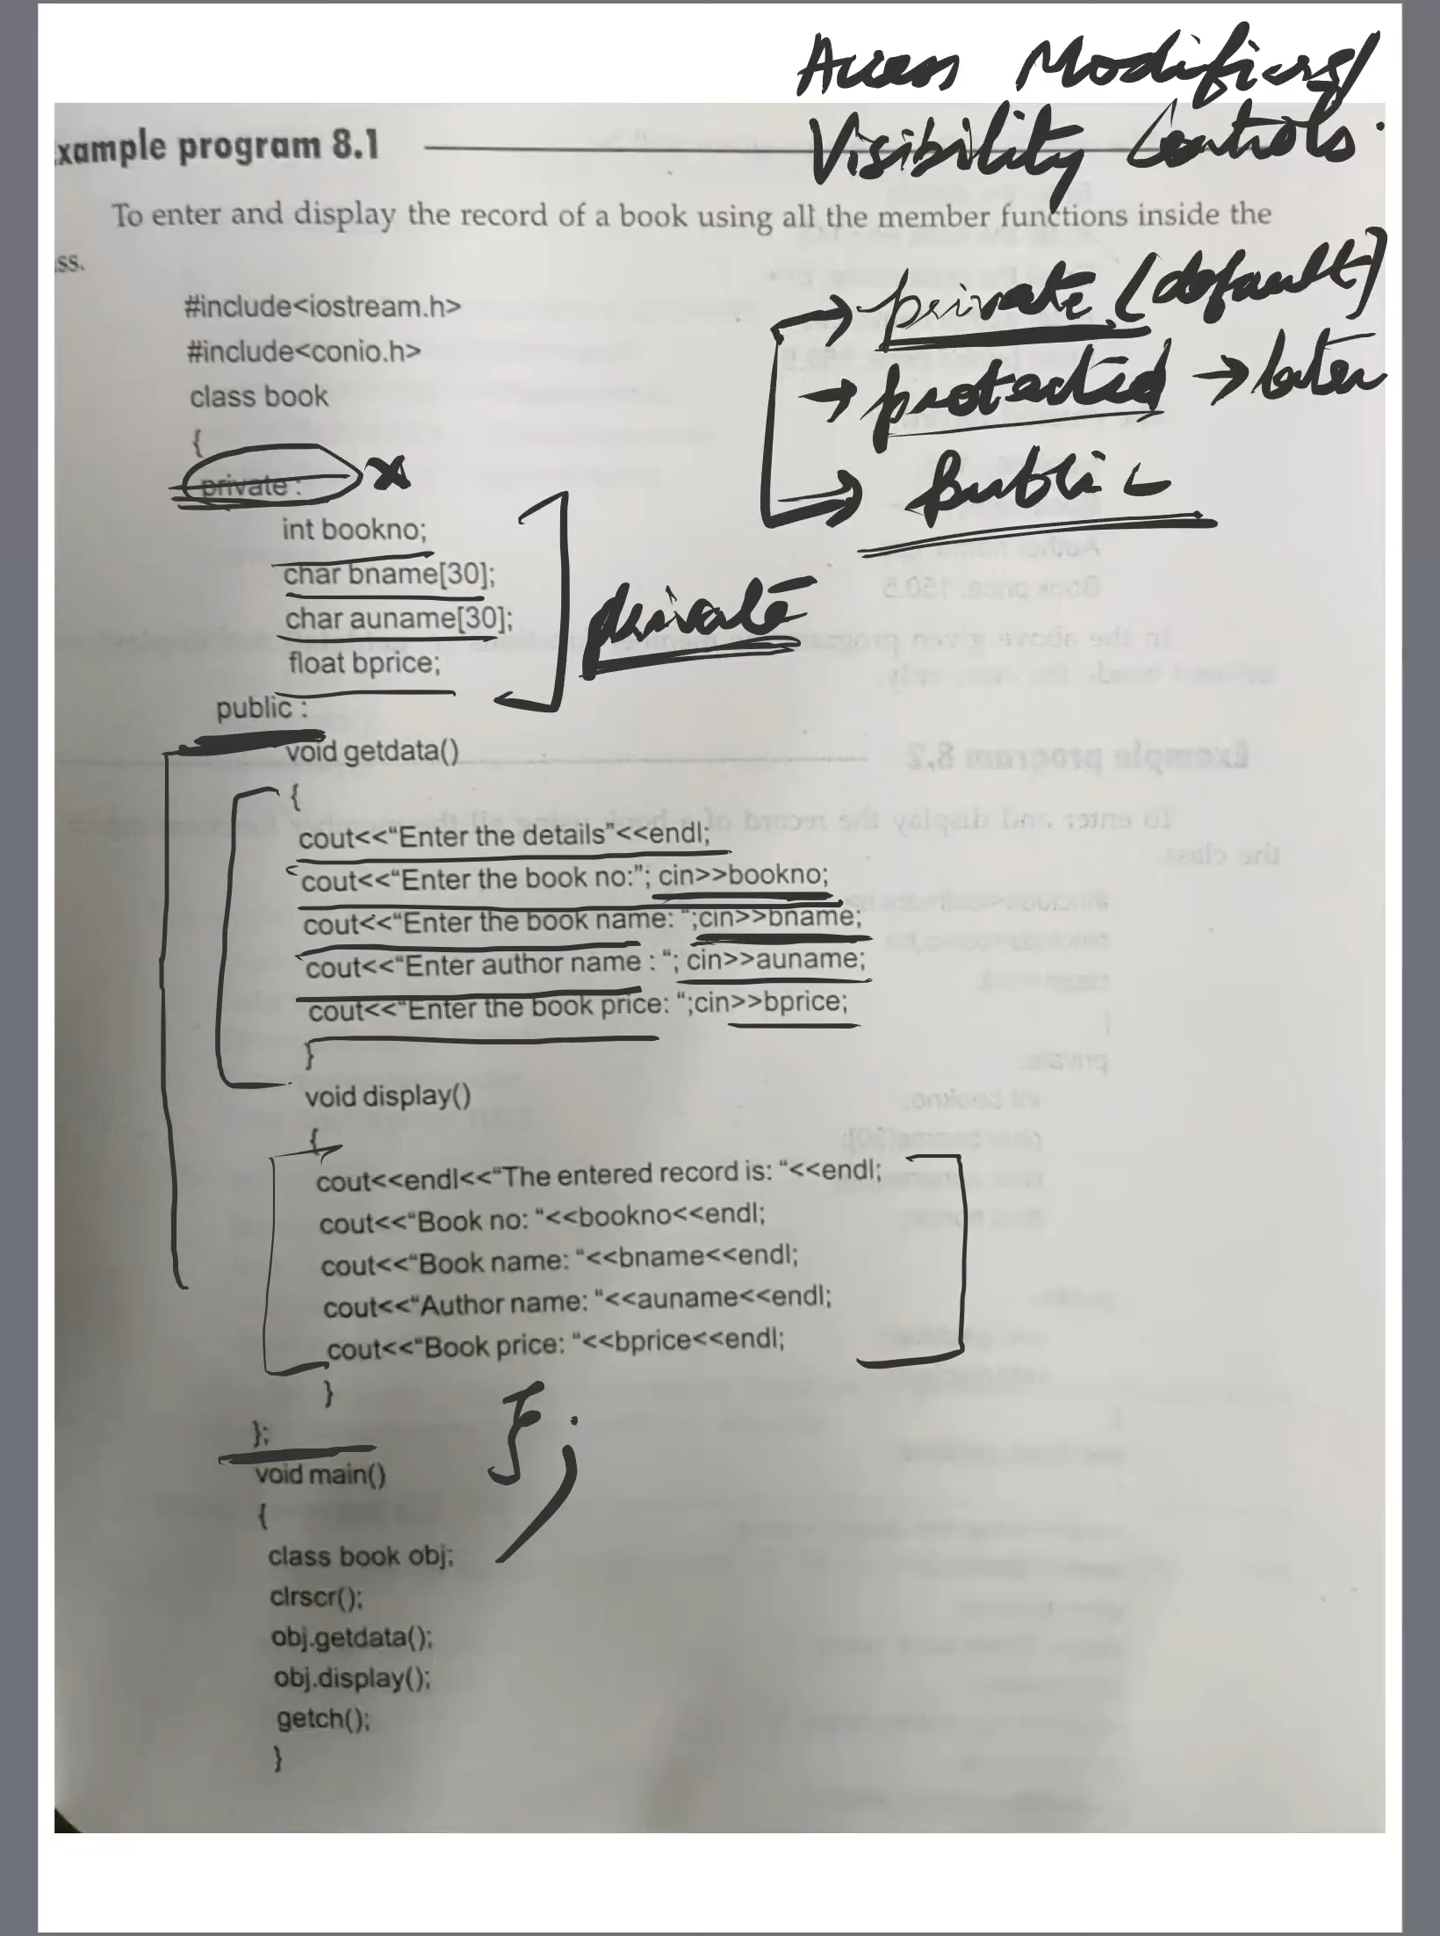 Access Modifiers/
Visibility Controls.
xample program 8.1
To enter and display the record of a book using all the member functions inside the
ss.
→ private (default)
→ protected → later
→ public
#include<iostream.h>
#include<conio.h>
class book
{
private : x
int bookno;
char bname[30];
char auname[30];
private
float bprice;
public :
void getdata()
{
cout<<“Enter the details”<<endl;
cout<<“Enter the book no:”; cin>>bookno;
cout<<“Enter the book name: “;cin>>bname;
cout<<“Enter author name : “; cin>>auname;
cout<<“Enter the book price: “;cin>>bprice;
}
void display()
{
cout<<endl<<“The entered record is: “<<endl;
cout<<“Book no: “<<bookno<<endl;
cout<<“Book name: “<<bname<<endl;
cout<<“Author name: “<<auname<<endl;
cout<<“Book price: “<<bprice<<endl;
}
};
};
void main()
{
class book obj;
clrscr();
obj.getdata();
obj.display();
getch();
}